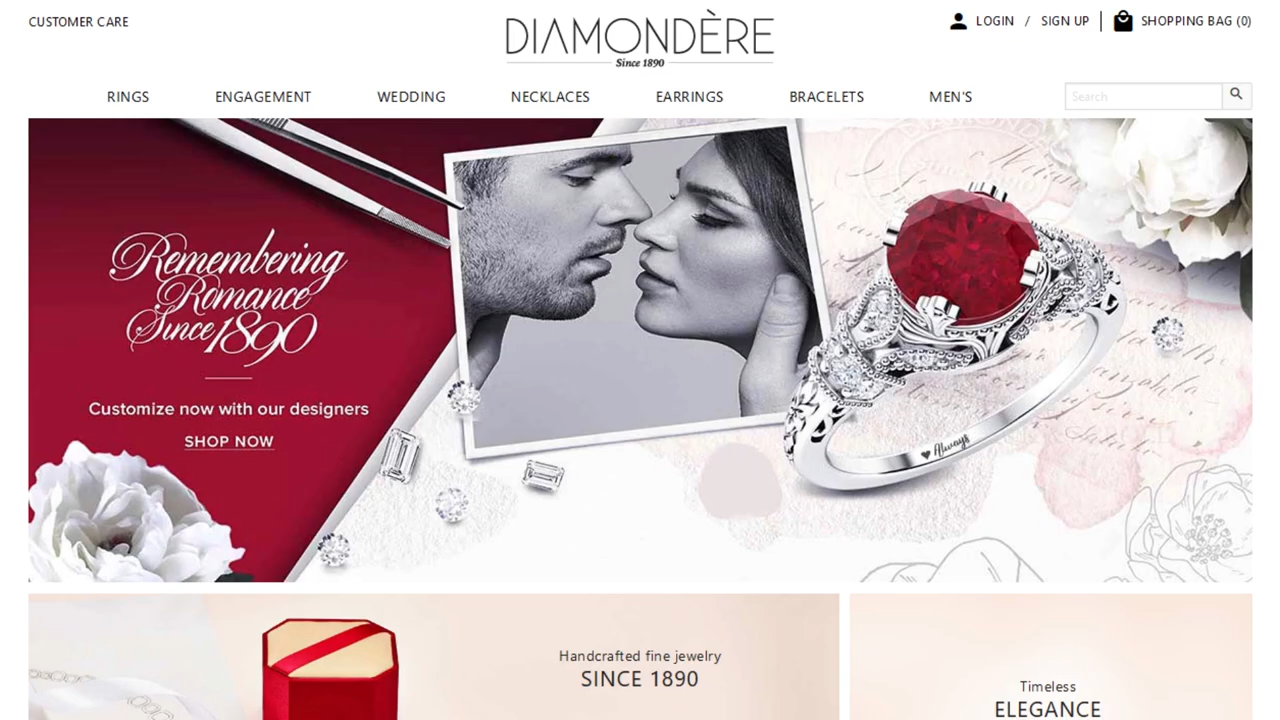 CUSTOMER CARE
DIAMONDÈRE
Since 1890
LOGIN / SIGN UP
SHOPPING BAG (0)
RINGS
ENGAGEMENT
WEDDING
NECKLACES
EARRINGS
BRACELETS
MEN'S
Search
Remembering
Romance
Since 1890
Customize now with our designers
SHOP NOW
Always
Handcrafted fine jewelry
SINCE 1890
Timeless
ELEGANCE